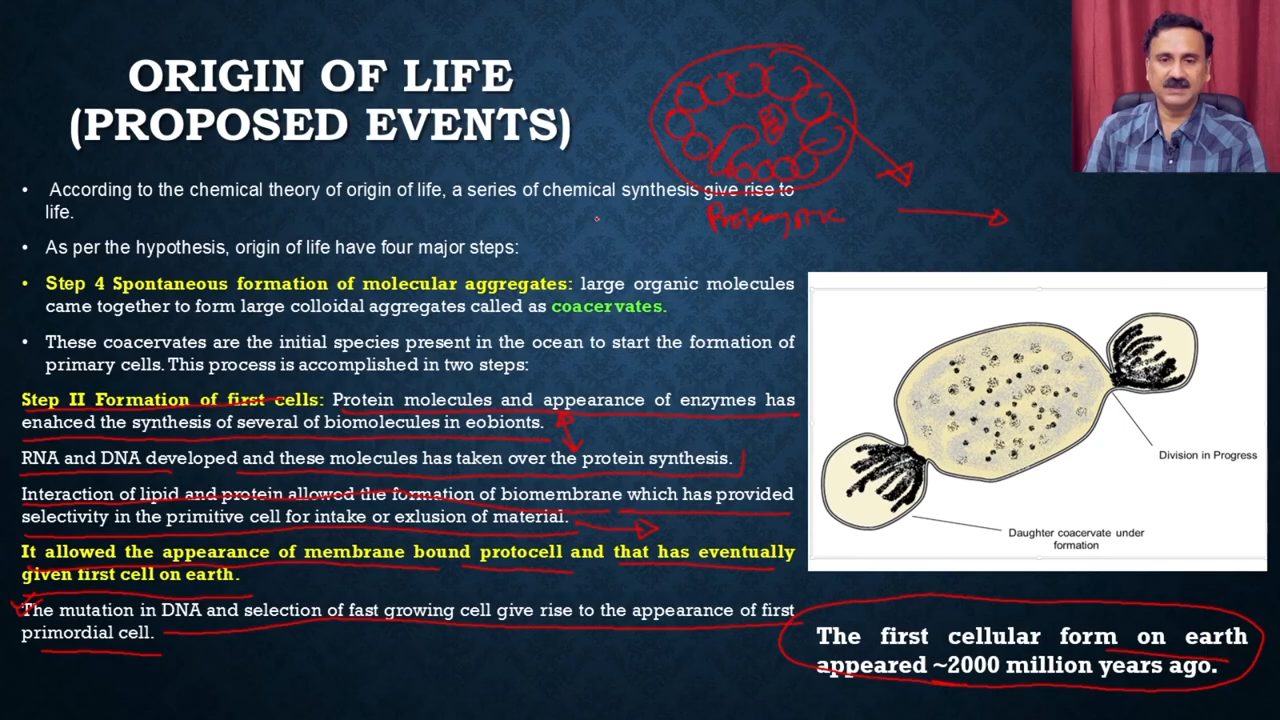 ORIGIN OF LIFE
(PROPOSED EVENTS)
• According to the chemical theory of origin of life, a series of chemical synthesis give rise to
life.
• As per the hypothesis, origin of life have four major steps:
• Step 4 Spontaneous formation of molecular aggregates: large organic molecules
came together to form large colloidal aggregates called as coacervates.
• These coacervates are the initial species present in the ocean to start the formation of
primary cells. This process is accomplished in two steps:
Step II Formation of first cells: Protein molecules and appearance of enzymes has
enahced the synthesis of several of biomolecules in eobionts.
RNA and DNA developed and these molecules has taken over the protein synthesis.
Interaction of lipid and protein allowed the formation of biomembrane which has provided
selectivity in the primitive cell for intake or exlusion of material.
It allowed the appearance of membrane bound protocell and that has eventually
given first cell on earth.
The mutation in DNA and selection of fast growing cell give rise to the appearance of first
primordial cell.
Prokaryotic
Division in Progress
Daughter coacervate under
formation
The first cellular form on earth
appeared ~2000 million years ago.